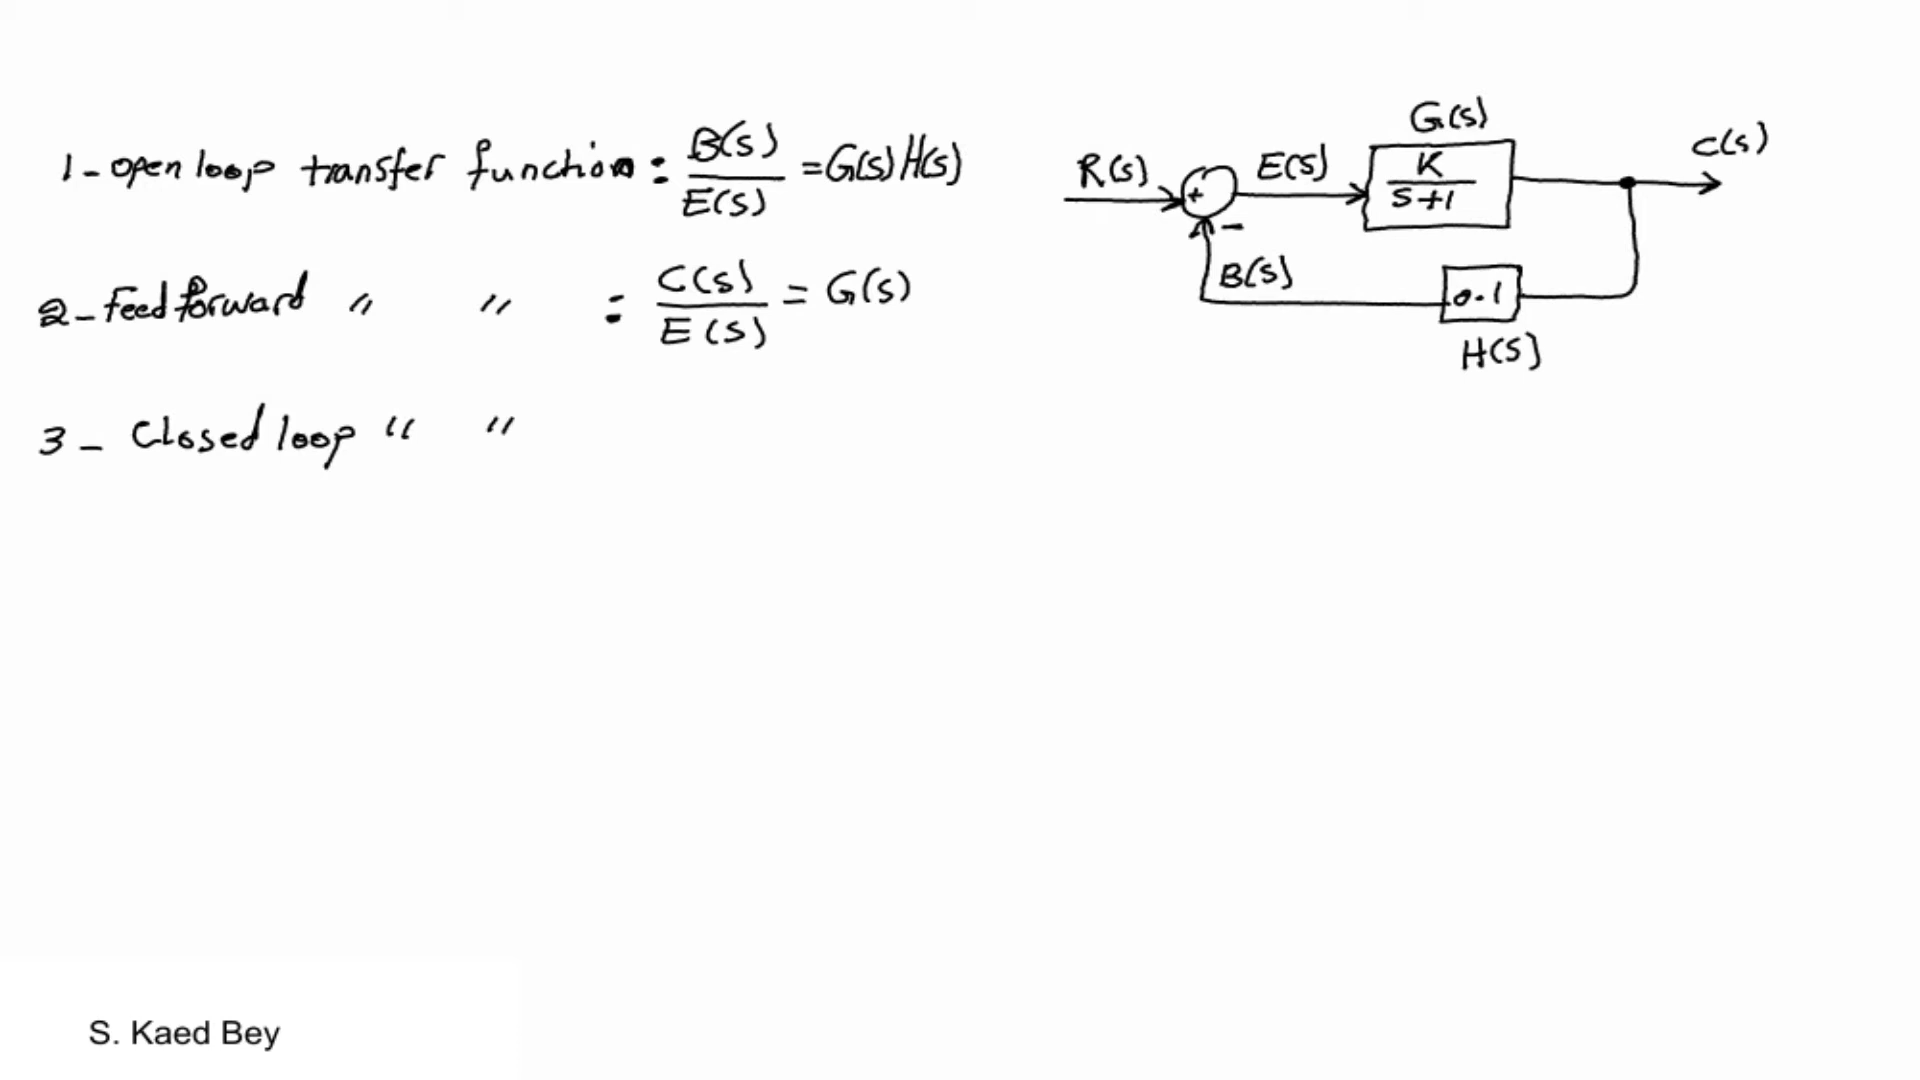 1- open loop transfer function : B(s)/E(s) = G(s) H(s)
2- Feed forward " " : C(s)/E(s) = G(s)
3- Closed loop " "
G(s)
R(s) + E(s) K/(s+1) C(s)
-
B(s) 0.1
H(s)
S. Kaed Bey